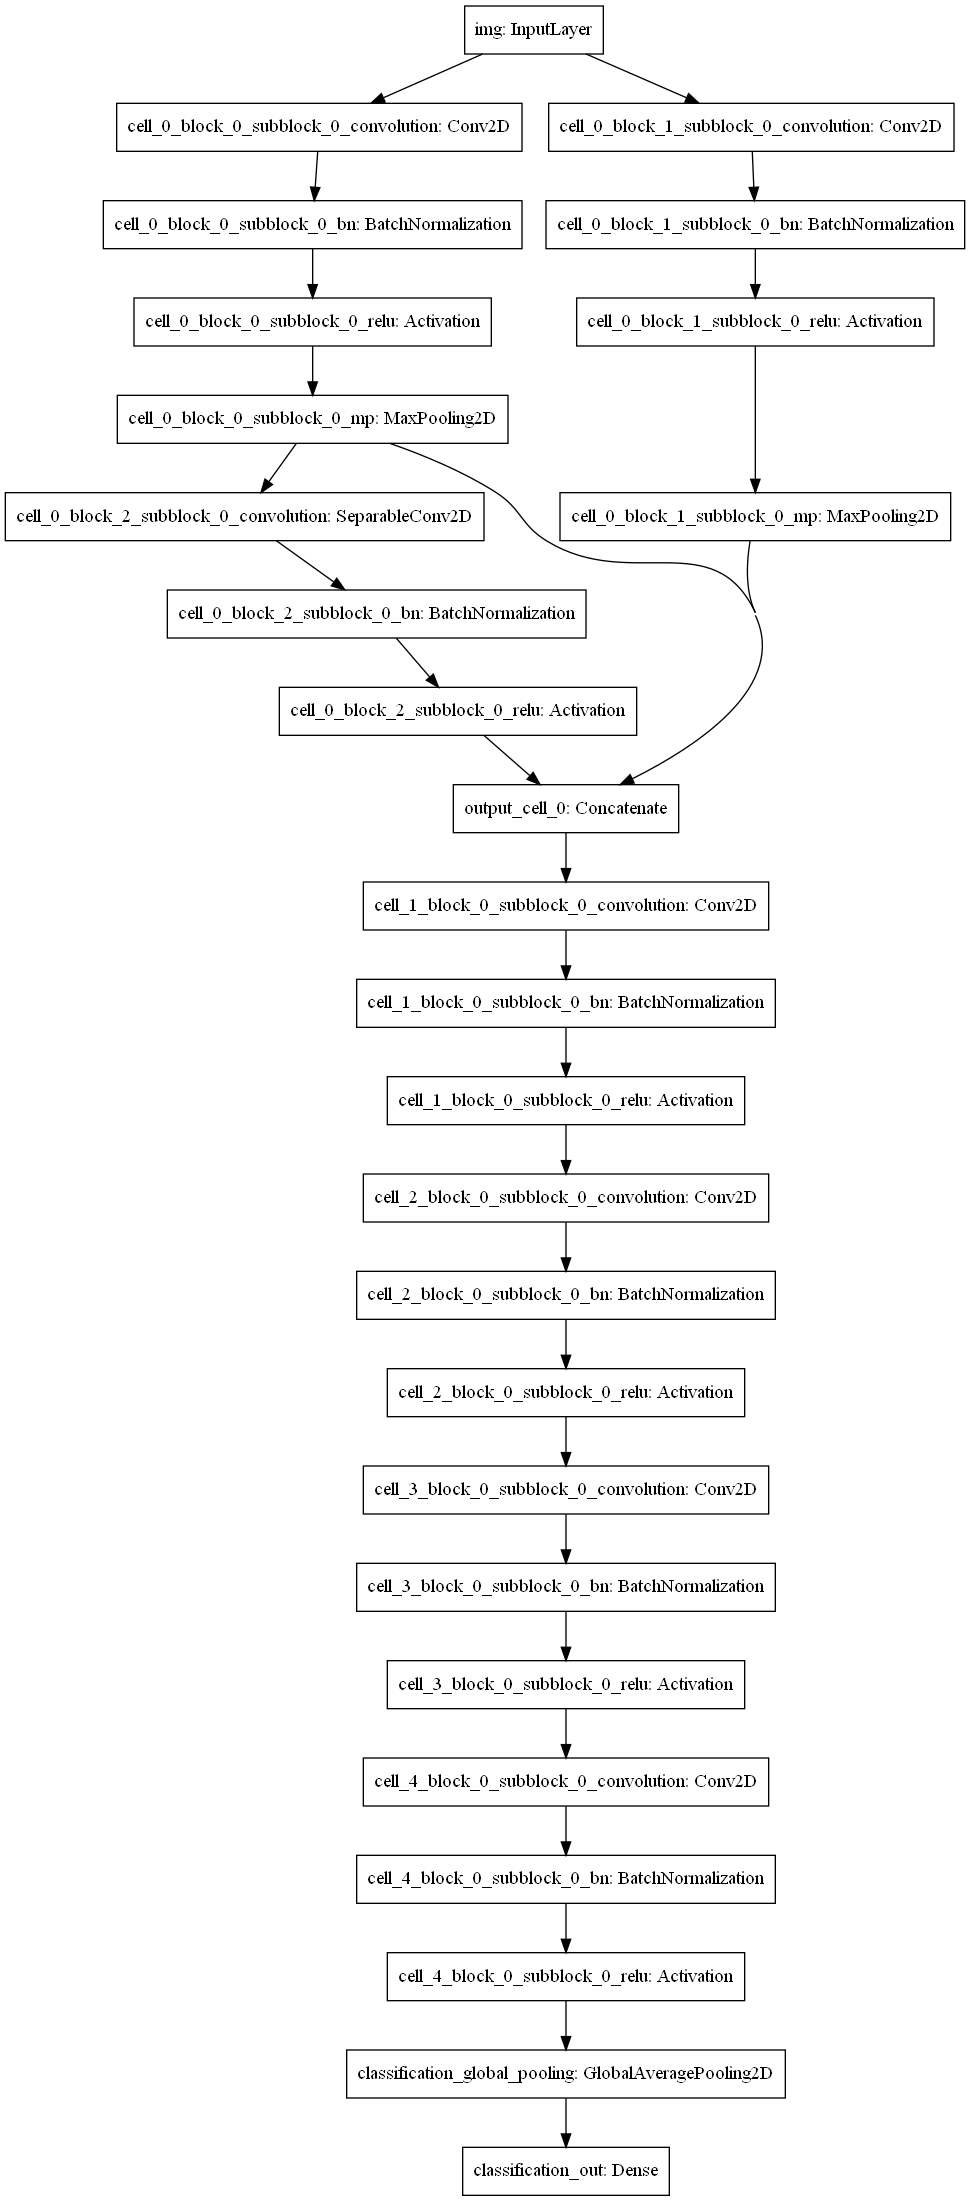 img: InputLayer
cell_0_block_0_subblock_0_convolution: Conv2D
cell_0_block_1_subblock_0_convolution: Conv2D
cell_0_block_0_subblock_0_bn: BatchNormalization
cell_0_block_1_subblock_0_bn: BatchNormalization
cell_0_block_0_subblock_0_relu: Activation
cell_0_block_1_subblock_0_relu: Activation
cell_0_block_0_subblock_0_mp: MaxPooling2D
cell_0_block_2_subblock_0_convolution: SeparableConv2D
cell_0_block_1_subblock_0_mp: MaxPooling2D
cell_0_block_2_subblock_0_bn: BatchNormalization
cell_0_block_2_subblock_0_relu: Activation
output_cell_0: Concatenate
cell_1_block_0_subblock_0_convolution: Conv2D
cell_1_block_0_subblock_0_bn: BatchNormalization
cell_1_block_0_subblock_0_relu: Activation
cell_2_block_0_subblock_0_convolution: Conv2D
cell_2_block_0_subblock_0_bn: BatchNormalization
cell_2_block_0_subblock_0_relu: Activation
cell_3_block_0_subblock_0_convolution: Conv2D
cell_3_block_0_subblock_0_bn: BatchNormalization
cell_3_block_0_subblock_0_relu: Activation
cell_4_block_0_subblock_0_convolution: Conv2D
cell_4_block_0_subblock_0_bn: BatchNormalization
cell_4_block_0_subblock_0_relu: Activation
classification_global_pooling: GlobalAveragePooling2D
classification_out: Dense